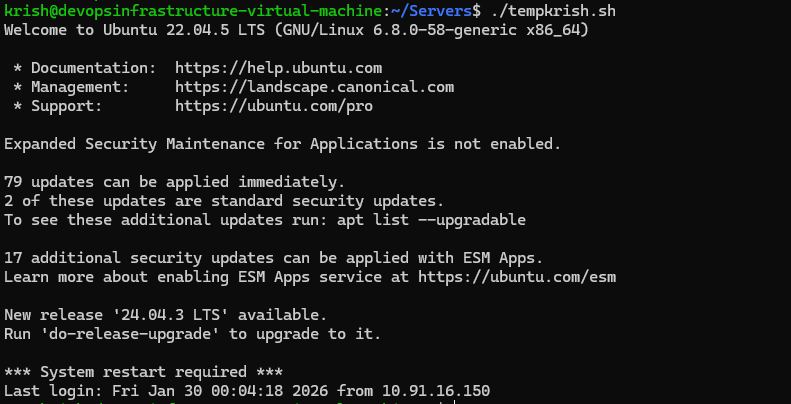 krish@devopsinfrastructure-virtual-machine:~/Servers$ ./tempkrish.sh
Welcome to Ubuntu 22.04.5 LTS (GNU/Linux 6.8.0-58-generic x86_64)
* Documentation:  https://help.ubuntu.com
* Management:     https://landscape.canonical.com
* Support:        https://ubuntu.com/pro
Expanded Security Maintenance for Applications is not enabled.
79 updates can be applied immediately.
2 of these updates are standard security updates.
To see these additional updates run: apt list --upgradable
17 additional security updates can be applied with ESM Apps.
Learn more about enabling ESM Apps service at https://ubuntu.com/esm
New release '24.04.3 LTS' available.
Run 'do-release-upgrade' to upgrade to it.
*** System restart required ***
Last login: Fri Jan 30 00:04:18 2026 from 10.91.16.150